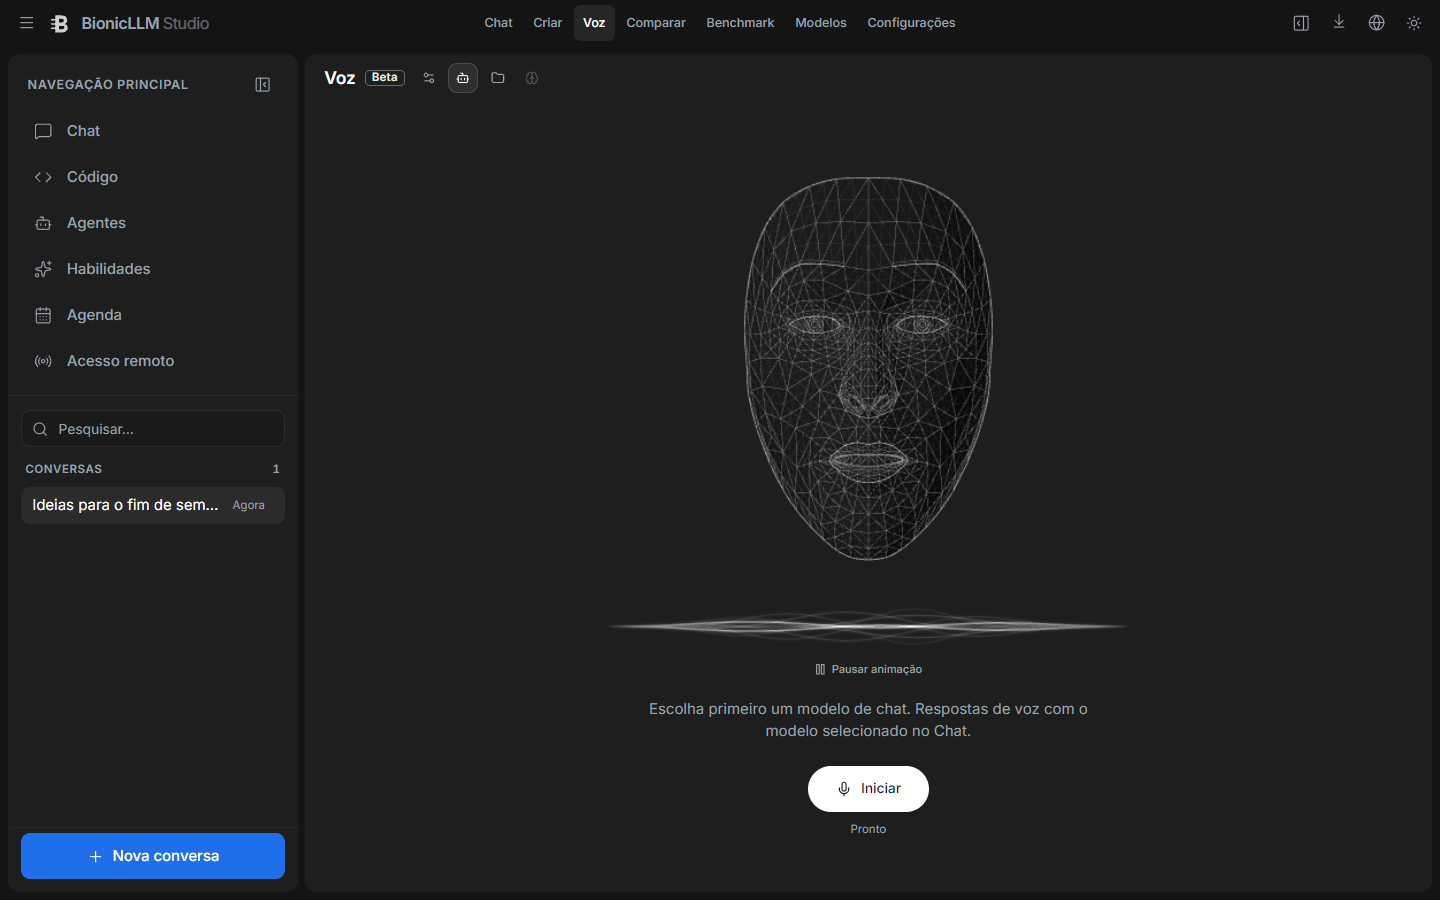 BionicLLM Studio
Chat
Criar
Voz
Comparar
Benchmark
Modelos
Configurações
NAVEGAÇÃO PRINCIPAL
Chat
Código
Agentes
Habilidades
Agenda
Acesso remoto
Pesquisar...
CONVERSAS 1
Ideias para o fim de sem... Agora
Nova conversa
Voz Beta
Pausar animação
Escolha primeiro um modelo de chat. Respostas de voz com o
modelo selecionado no Chat.
Iniciar
Pronto